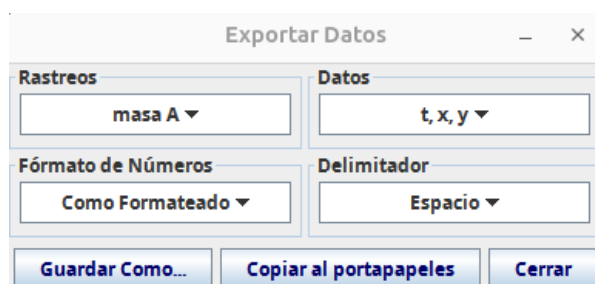 Exportar Datos
Rastreos
Datos
masa A
t, x, y
Fórmato de Números
Delimitador
Como Formateado
Espacio
Guardar Como...
Copiar al portapapeles
Cerrar